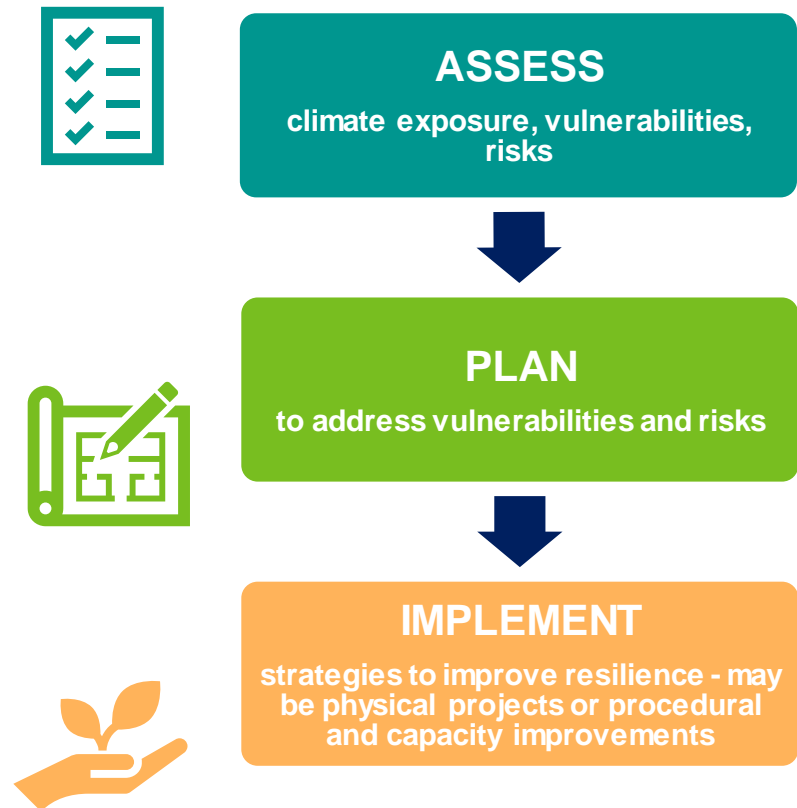 ASSESS
climate exposure, vulnerabilities,
risks
PLAN
to address vulnerabilities and risks
IMPLEMENT
strategies to improve resilience - may
be physical projects or procedural
and capacity improvements